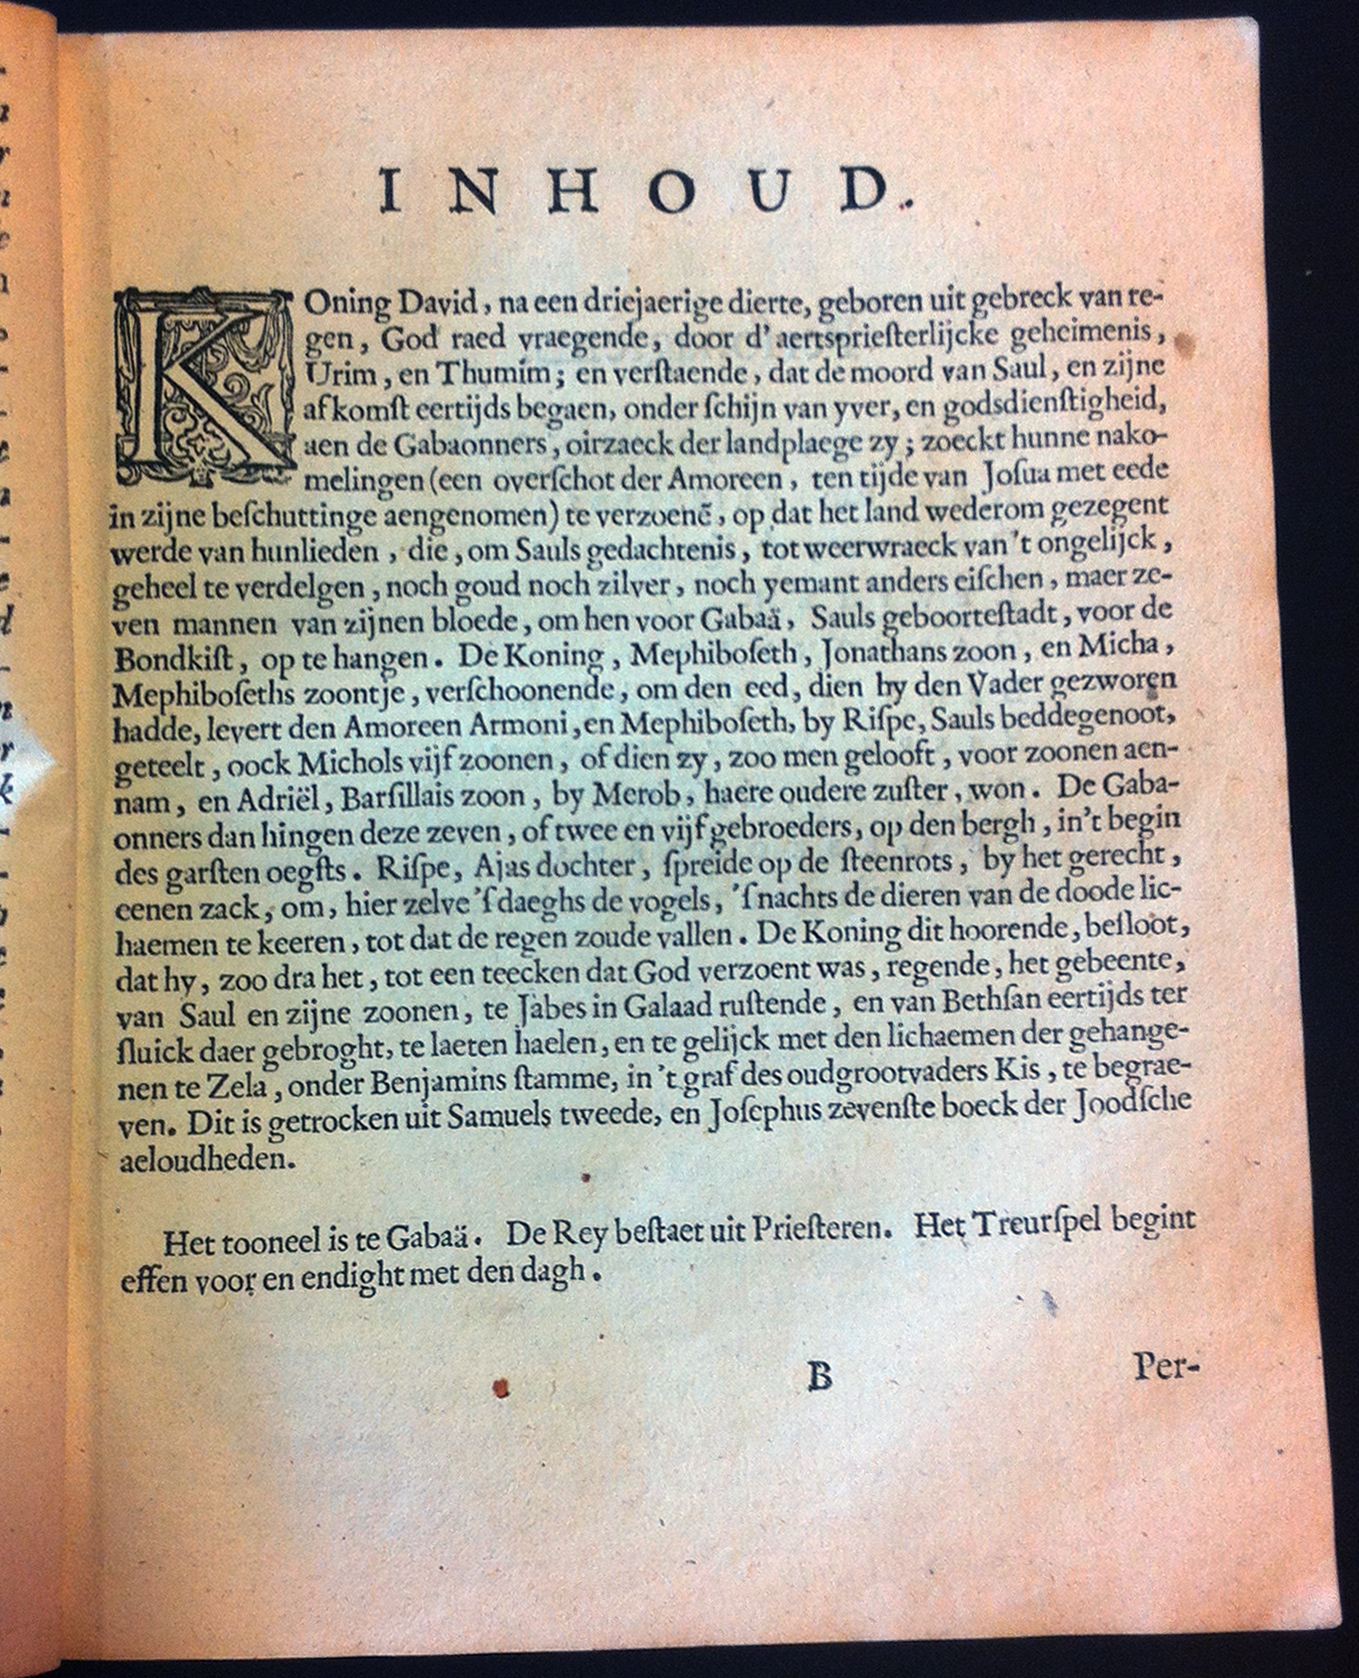 INHOUD.
KOning David, na een driejaerige dierte, geboren uit gebreck van re-
gen, God raed vraegende, door d'aertspriesterlijcke geheimenis,
Urim, en Thumim; en verstaende, dat de moord van Saul, en zijne
afkomst eertijds begaen, onder schijn van yver, en godsdienstigheid,
aen de Gabaonners, oirzaeck der landplaege zy; zoeckt hunne nako-
melingen (een overschot der Amoreen, ten tijde van Josua met eede
in zijne beschuttinge aengenomen) te verzoenē, op dat het land wederom gezegent
werde van hunlieden, die, om Sauls gedachtenis, tot weerwraeck van 't ongelijck,
geheel te verdelgen, noch goud noch zilver, noch yemant anders eischen, maer ze-
ven mannen van zijnen bloede, om hen voor Gabaä, Sauls geboortestadt, voor de
Bondkist, op te hangen. De Koning, Mephiboseth, Jonathans zoon, en Micha,
Mephiboseths zoontje, verschoonende, om den eed, dien hy den Vader gezworen
hadde, levert den Amoreen Armoni, en Mephiboseth, by Rispe, Sauls beddegenoot,
geteelt, oock Michols vijf zoonen, of dien zy, zoo men gelooft, voor zoonen aen-
nam, en Adriël, Barsillais zoon, by Merob, haere oudere zuster, won. De Gaba-
onners dan hingen deze zeven, of twee en vijf gebroeders, op den bergh, in't begin
des garsten oegsts. Rispe, Ajas dochter, spreide op de steenrots, by het gerecht,
eenen zack, om, hier zelve 's daeghs de vogels, 's nachts de dieren van de doode lic-
haemen te keeren, tot dat de regen zoude vallen. De Koning dit hoorende, besloot,
dat hy, zoo dra het, tot een teecken dat God verzoent was, regende, het gebeente,
van Saul en zijne zoonen, te Jabes in Galaad rustende, en van Bethsan eertijds ter
sluick daer gebroght, te laeten haelen, en te gelijck met den lichaemen der gehange-
nen te Zela, onder Benjamins stamme, in 't graf des oudgrootvaders Kis, te begrae-
ven. Dit is getrocken uit Samuels tweede, en Josephus zevenste boeck der Joodsche
aeloudheden.
Het tooneel is te Gabaä. De Rey bestaet uit Priesteren. Het Treurspel begint
effen voor en endight met den dagh.
B
Per-